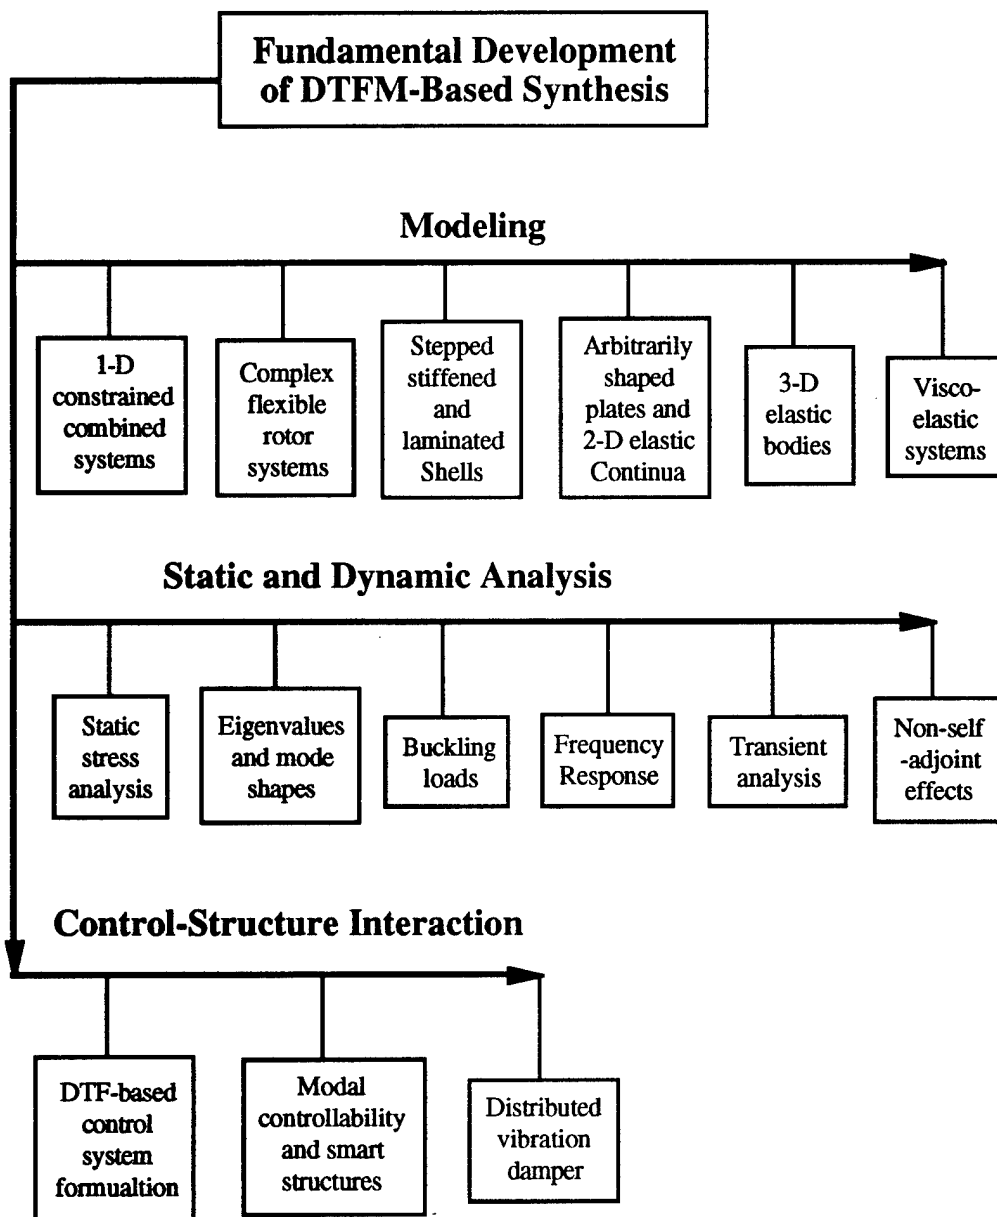 Fundamental Development
of DTFM-Based Synthesis
Modeling
1-D
constrained
combined
systems
Complex
flexible
rotor
systems
Stepped
stiffened
and
laminated
Shells
Arbitrarily
shaped
plates and
2-D elastic
Continua
3-D
elastic
bodies
Visco-
elastic
systems
Static and Dynamic Analysis
Static
stress
analysis
Eigenvalues
and mode
shapes
Buckling
loads
Frequency
Response
Transient
analysis
Non-self
-adjoint
effects
Control-Structure Interaction
DTF-based
control
system
formualtion
Modal
controllability
and smart
structures
Distributed
vibration
damper